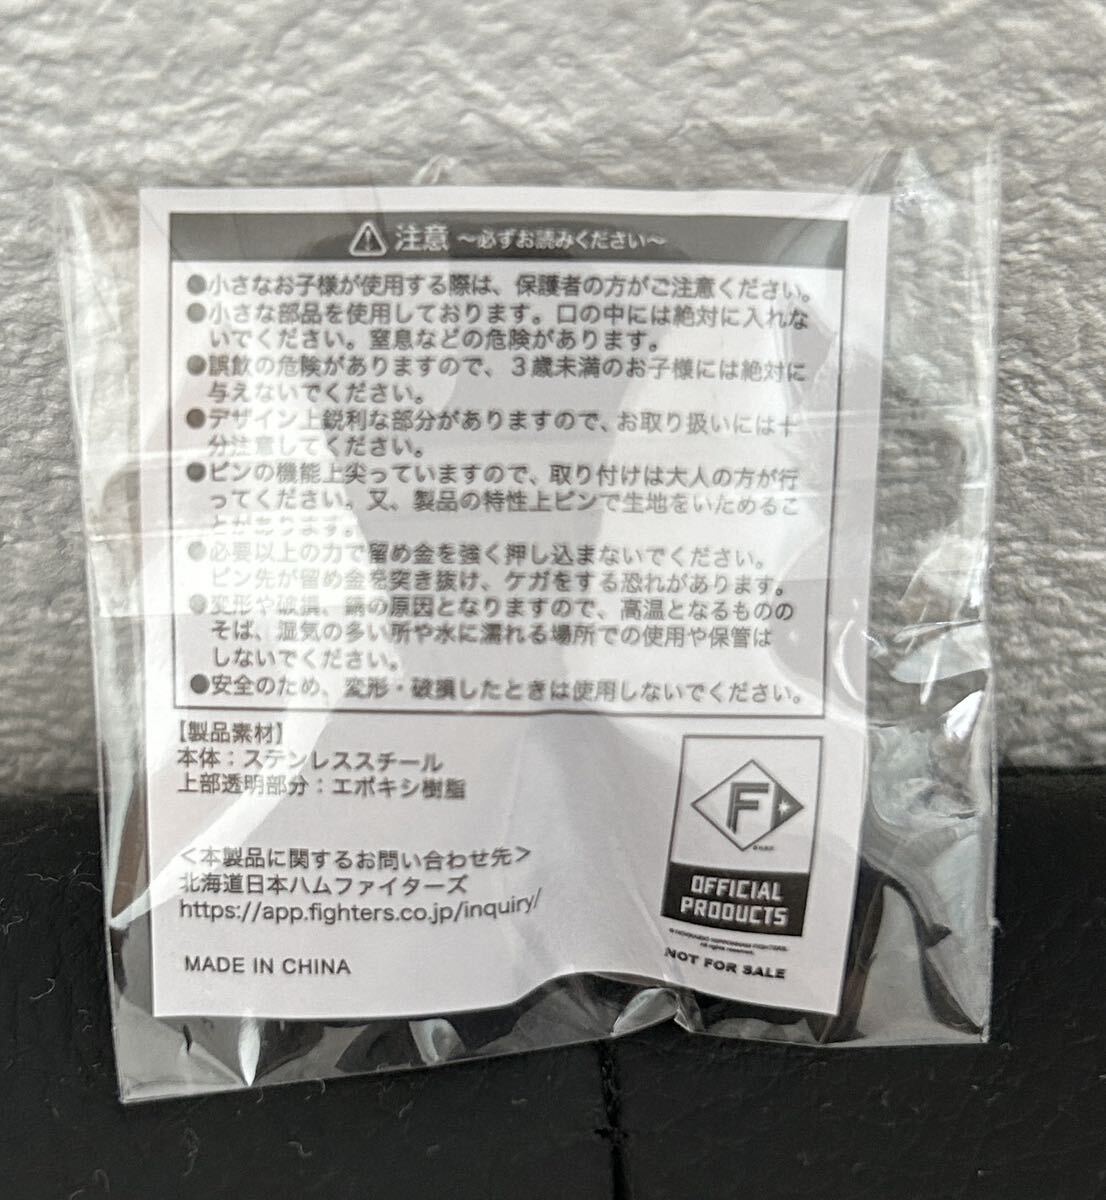 注意 ～必ずお読みください～
●小さなお子様が使用する際は、保護者の方がご注意ください。
●小さな部品を使用しております。口の中には絶対に入れな
いでください。窒息などの危険があります。
●誤飲の危険がありますので、3歳未満のお子様には絶対に
与えないでください。
●デザイン上鋭利な部分がありますので、お取り扱いには十
分注意してください。
●ピンの機能上尖っていますので、取り付けは大人の方が行
ってください。又、製品の特性上ピンで生地をいためるこ
とがあります。
●必要以上の力で留め金を強く押し込まないでください。
ピン先が留め金を突き抜け、ケガをする恐れがあります。
●変形や破損、錆の原因となりますので、高温となるものの
そば、湿気の多い所や水に濡れる場所での使用や保管は
しないでください。
●安全のため、変形・破損したときは使用しないでください。
【製品素材】
本体：ステンレススチール
上部透明部分：エポキシ樹脂
＜本製品に関するお問い合わせ先＞
北海道日本ハムファイターズ
https://app.fighters.co.jp/inquiry/
MADE IN CHINA
F
OFFICIAL
PRODUCTS
© HOKKAIDO NIPPONHAM FIGHTERS.
All rights reserved.
NOT FOR SALE